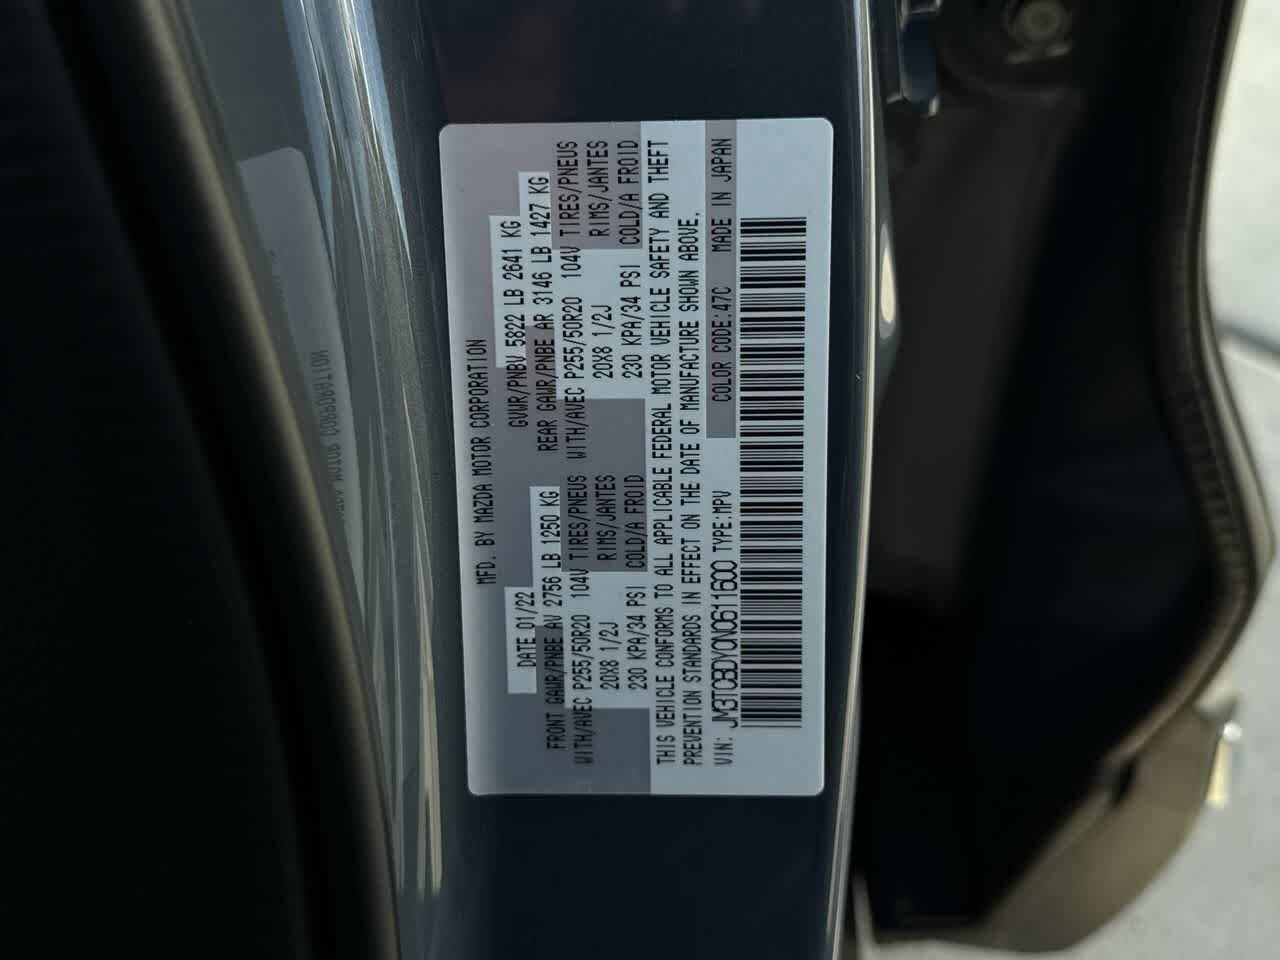 MFD. BY MAZDA MOTOR CORPORATION
DATE 01/22
GVWR/PNBV 5822 LB 2641 KG
FRONT GAWR/PNBE AV 2756 LB 1250 KG
REAR GAWR/PNBE AR 3146 LB 1427 KG
WITH/AVEC P255/50R20 104V TIRES/PNEUS
WITH/AVEC P255/50R20 104V TIRES/PNEUS
20X8 1/2J RIMS/JANTES
20X8 1/2J RIMS/JANTES
230 KPA/34 PSI COLD/A FROID
230 KPA/34 PSI COLD/A FROID
THIS VEHICLE CONFORMS TO ALL APPLICABLE FEDERAL MOTOR VEHICLE SAFETY AND THEFT
PREVENTION STANDARDS IN EFFECT ON THE DATE OF MANUFACTURE SHOWN ABOVE.
VIN: JM3TCBDY0N0611600 TYPE:MPV COLOR CODE:47C MADE IN JAPAN